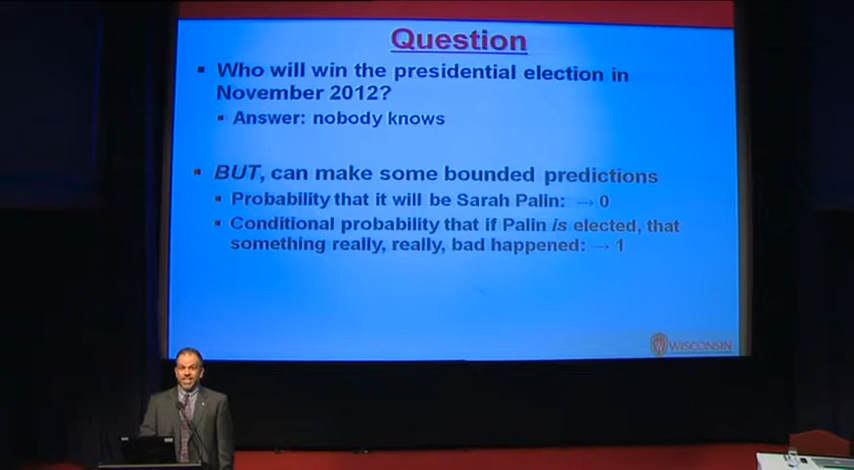 Question
▪ Who will win the presidential election in
November 2012?
▪ Answer: nobody knows
▪ BUT, can make some bounded predictions
▪ Probability that it will be Sarah Palin: → 0
▪ Conditional probability that if Palin is elected, that
something really, really, bad happened: → 1
WISCONSIN